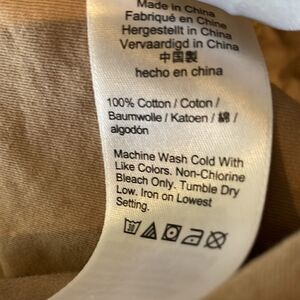 Made in China
Fabriqué en Chine
Hergestellt in China
Vervaardigd in China
中国製
hecho en china
100% Cotton / Coton /
Baumwolle / Katoen / 綿 /
algodón
Machine Wash Cold With
Like Colors. Non-Chlorine
Bleach Only. Tumble Dry
Low. Iron on Lowest
Setting.